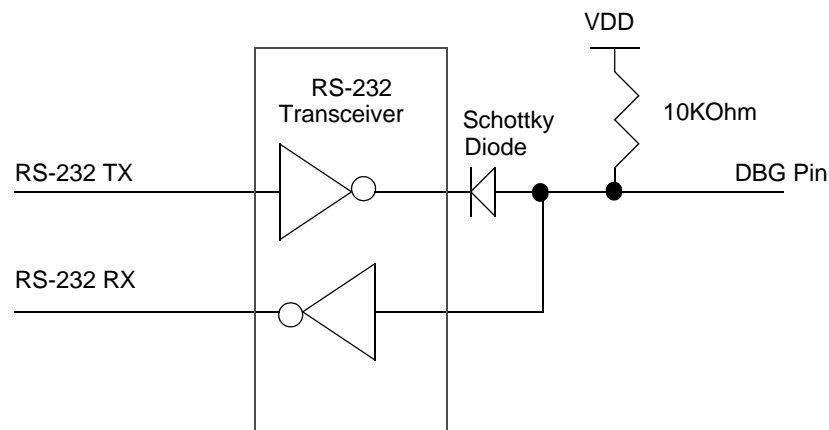 VDD
RS-232
Transceiver
10KOhm
Schottky
Diode
RS-232 TX
DBG Pin
RS-232 RX